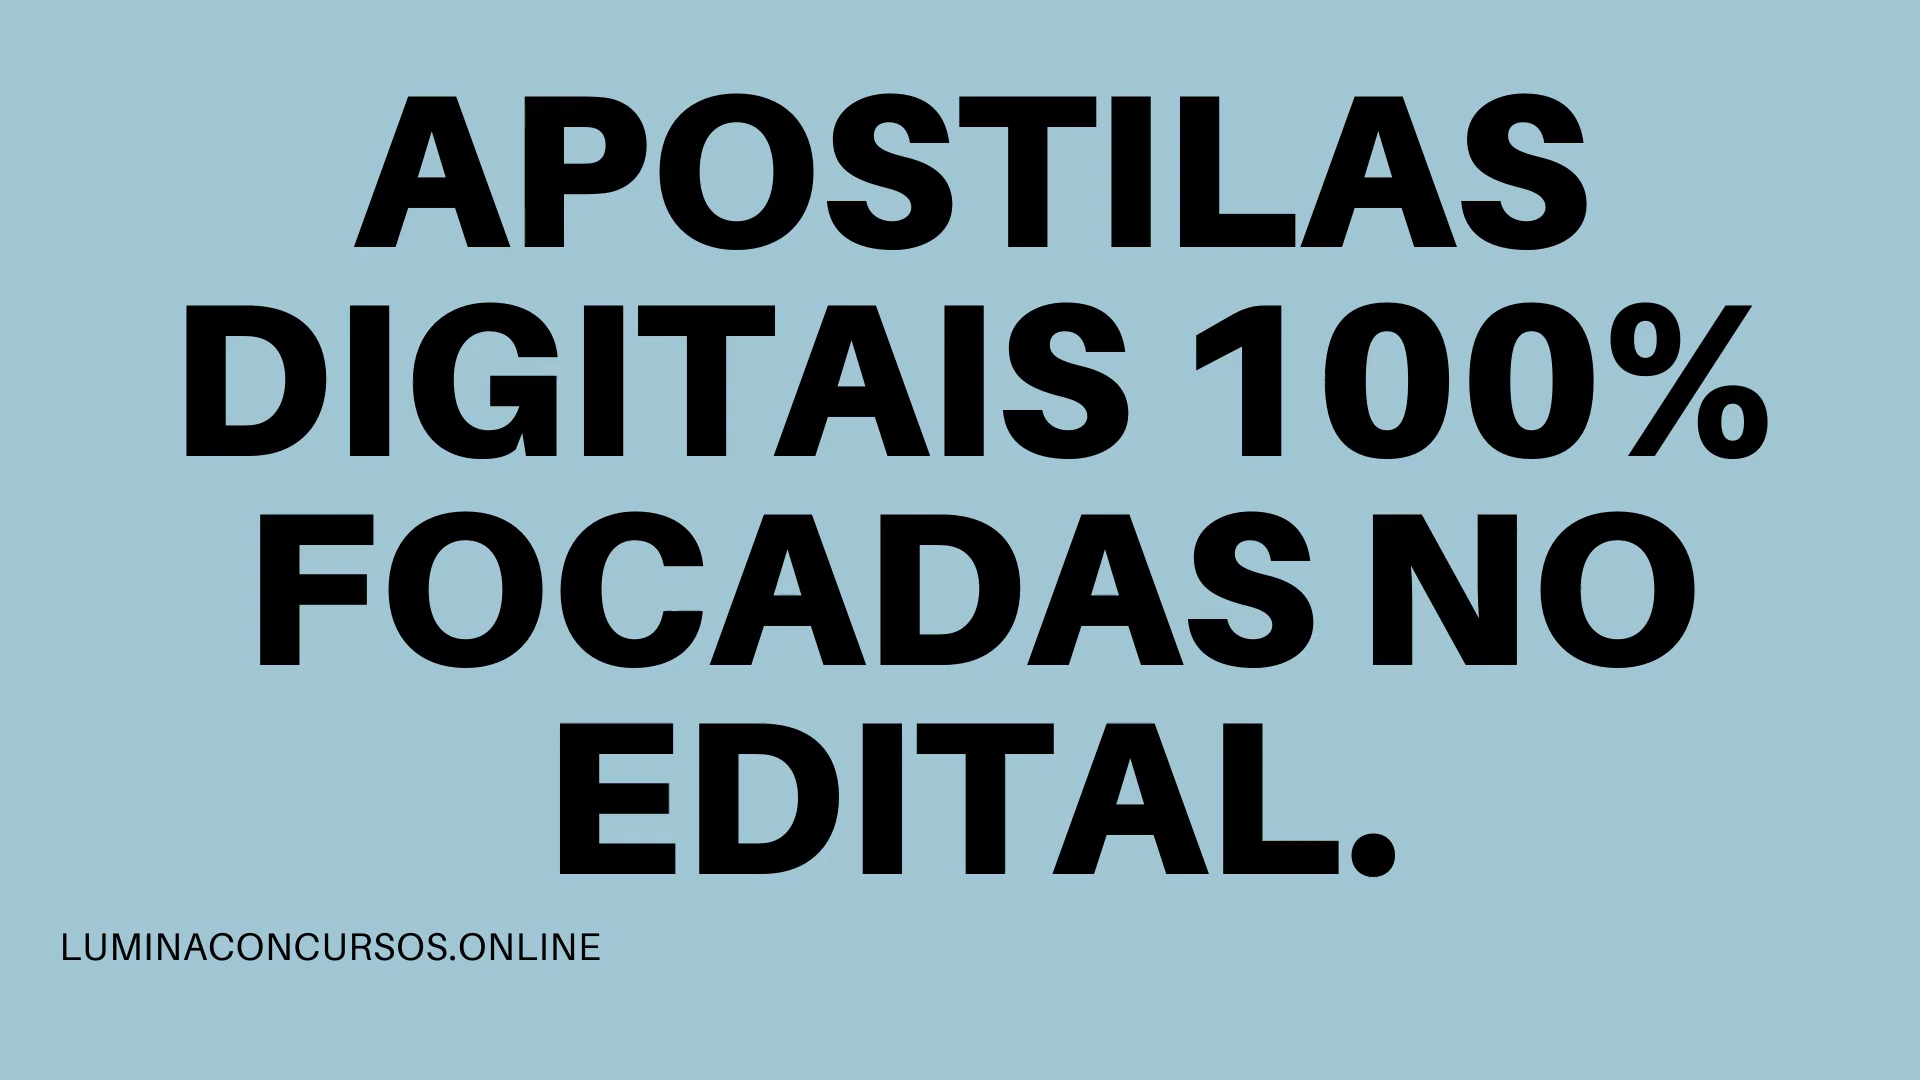 APOSTILAS
DIGITAIS 100%
FOCADAS NO
EDITAL.
LUMINACONCURSOS.ONLINE